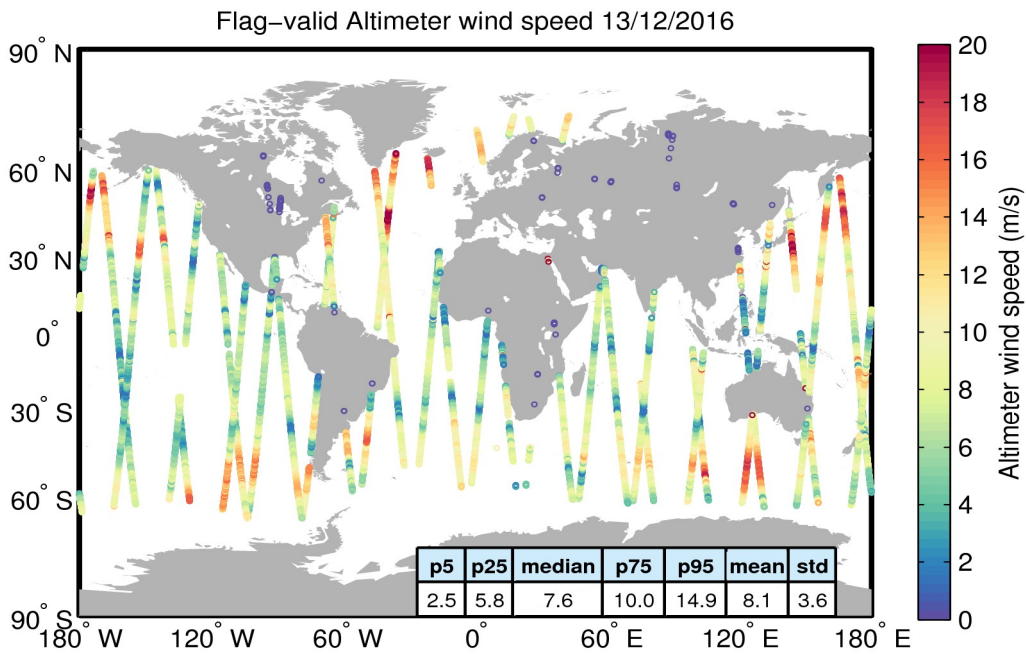 Flag−valid Altimeter wind speed 13/12/2016
90° N
60° N
30° N
0°
30° S
60° S
90° S
180° W
120° W
60° W
0°
60° E
120° E
180° E
p5 p25 median p75 p95 mean std
2.5 5.8 7.6 10.0 14.9 8.1 3.6
20
18
16
14
12
10
8
6
4
2
0
Altimeter wind speed (m/s)